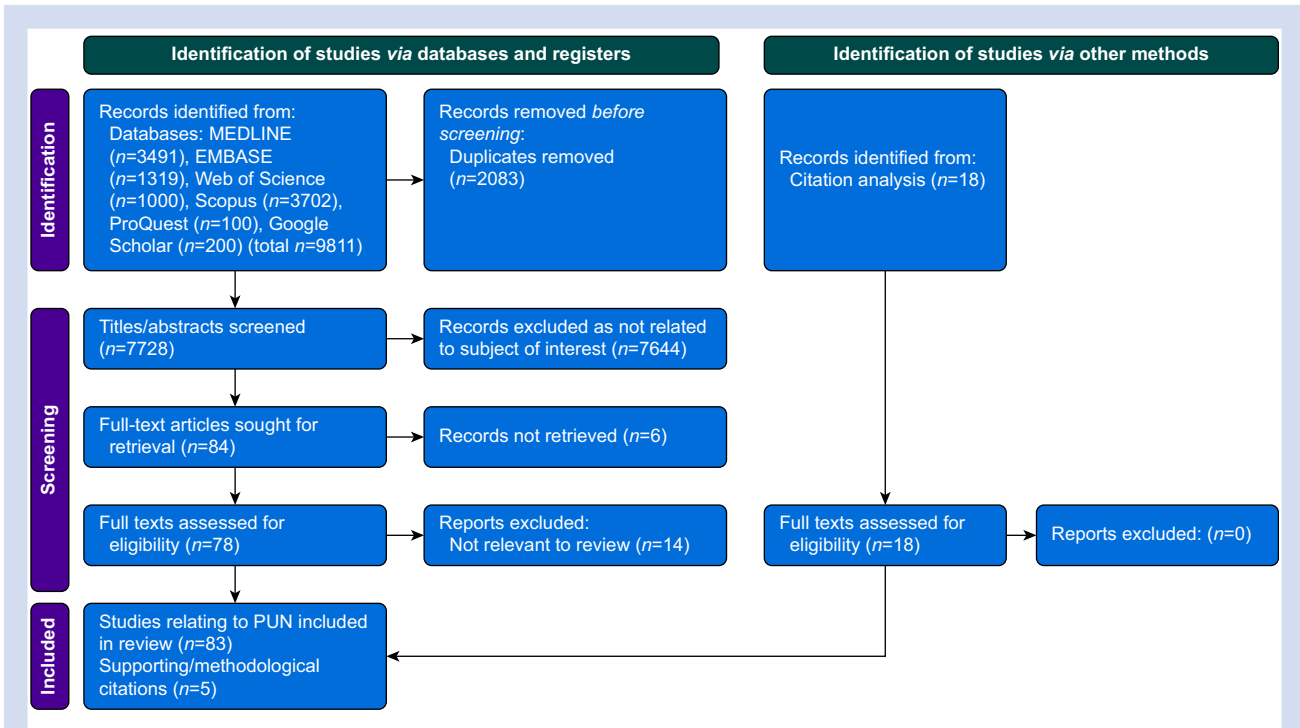 Identification of studies via databases and registers
Identification of studies via other methods
Identification
Records identified from:
Databases: MEDLINE
(n=3491), EMBASE
(n=1319), Web of Science
(n=1000), Scopus (n=3702),
ProQuest (n=100), Google
Scholar (n=200) (total n=9811)
Records removed before
screening:
Duplicates removed
(n=2083)
Records identified from:
Citation analysis (n=18)
Screening
Titles/abstracts screened
(n=7728)
Records excluded as not related
to subject of interest (n=7644)
Full-text articles sought for
retrieval (n=84)
Records not retrieved (n=6)
Full texts assessed for
eligibility (n=78)
Reports excluded:
Not relevant to review (n=14)
Full texts assessed for
eligibility (n=18)
Reports excluded: (n=0)
Included
Studies relating to PUN included
in review (n=83)
Supporting/methodological
citations (n=5)